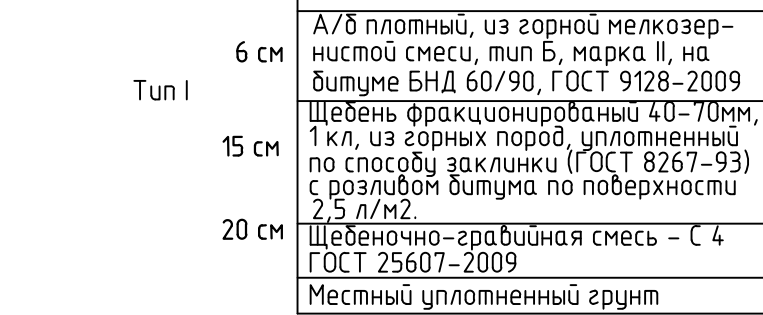 6 см
А/б плотный, из горной мелкозер-
нистой смеси, тип Б, марка II, на
битуме БНД 60/90, ГОСТ 9128-2009
Тип I
15 см
Щебень фракционированый 40-70мм,
1 кл, из горных пород, уплотненный
по способу заклинки (ГОСТ 8267-93)
с розливом битума по поверхности
2,5 л/м2.
20 см
Щебеночно-гравийная смесь - С 4
ГОСТ 25607-2009
Местный уплотненный грунт